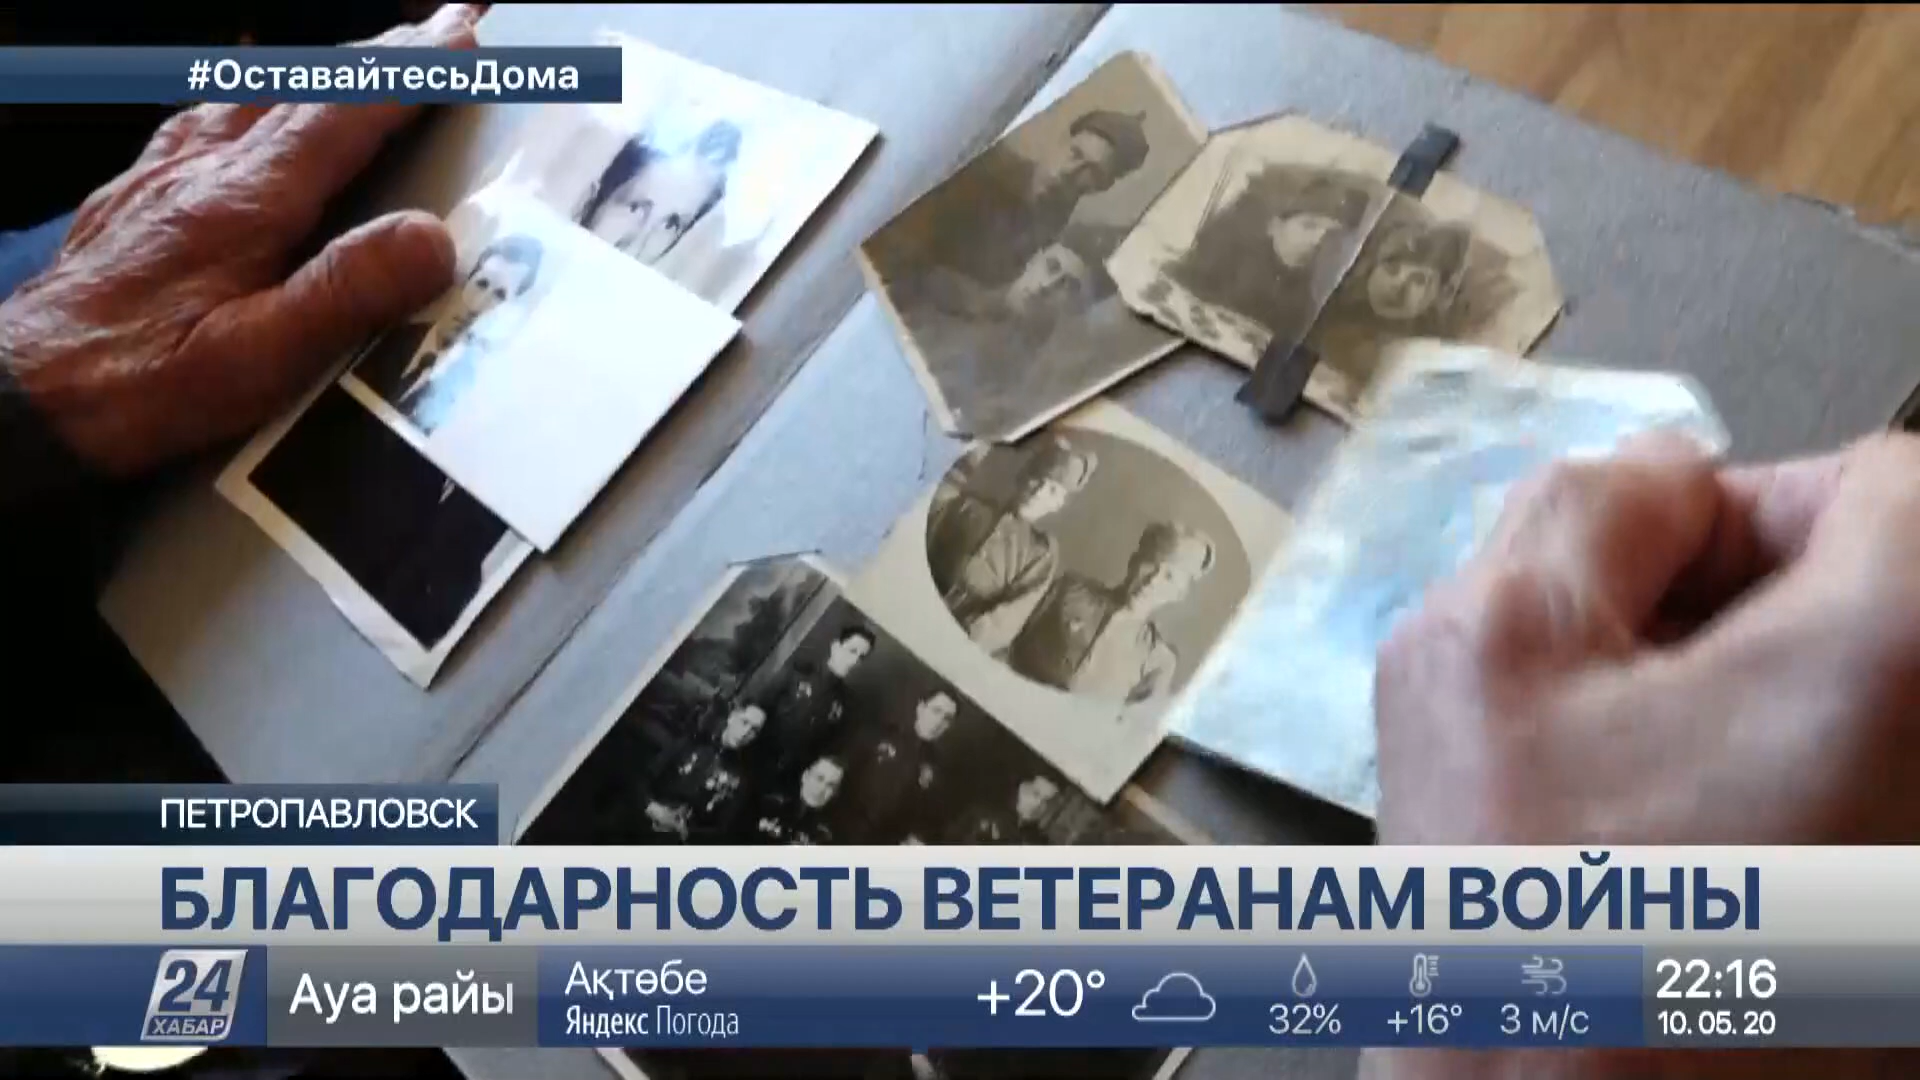 #ОставайтесьДома
ПЕТРОПАВЛОВСК
БЛАГОДАРНОСТЬ ВЕТЕРАНАМ ВОЙНЫ
24 ХАБАР
Ауа райы
Ақтөбе
Яндекс Погода
+20°
32%
+16°
3 м/с
22:16
10. 05. 20